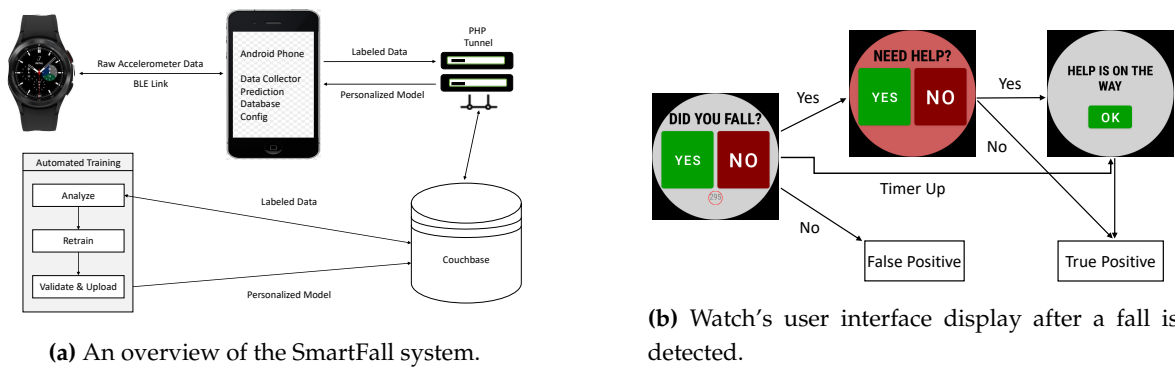 Raw Accelerometer Data
BLE Link
Android Phone
Data Collector
Prediction
Database
Config
Labeled Data
Personalized Model
PHP
Tunnel
Automated Training
Analyze
Retrain
Validate & Upload
Labeled Data
Personalized Model
Couchbase
(a) An overview of the SmartFall system.
DID YOU FALL?
YES
NO
295
Yes
No
Timer Up
NEED HELP?
YES
NO
Yes
No
HELP IS ON THE
WAY
OK
False Positive
True Positive
(b) Watch's user interface display after a fall is
detected.